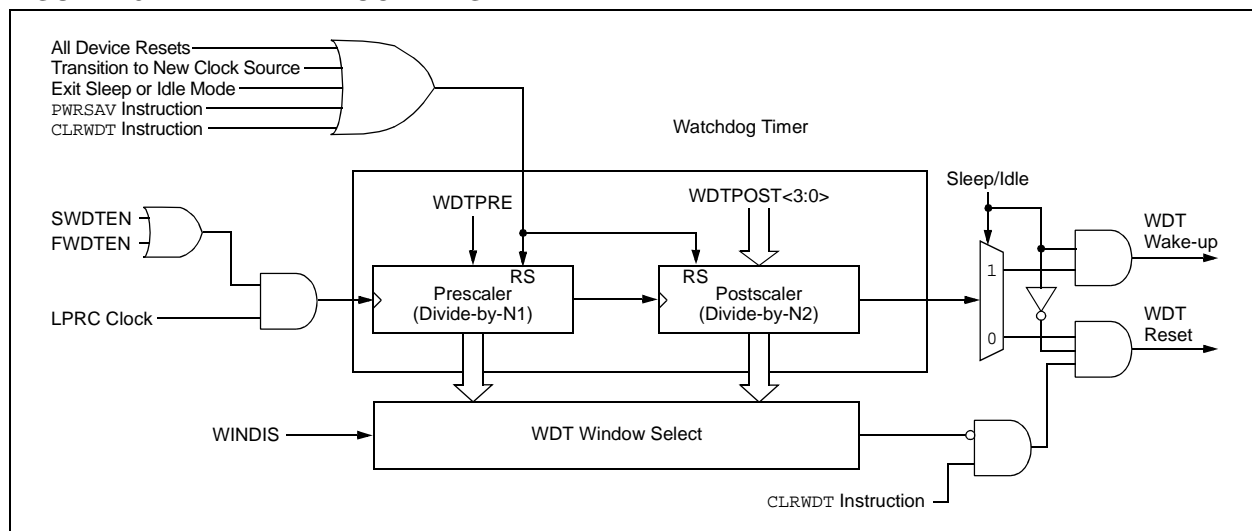 All Device Resets
Transition to New Clock Source
Exit Sleep or Idle Mode
PWRSAV Instruction
CLRWDT Instruction
Watchdog Timer
Sleep/Idle
WDTPRE
WDTPOST<3:0>
SWDTEN
FWDTEN
WDT
Wake-up
RS
RS
Prescaler
(Divide-by-N1)
Postscaler
(Divide-by-N2)
1
0
LPRC Clock
WDT
Reset
WINDIS
WDT Window Select
CLRWDT Instruction